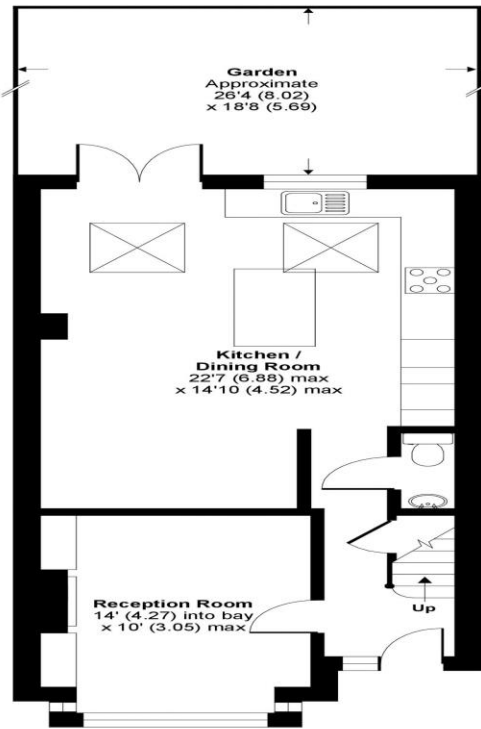 Garden
Approximate
26'4 (8.02)
x 18'8 (5.69)
Kitchen /
Dining Room
22'7 (6.88) max
x 14'10 (4.52) max
Reception Room
14' (4.27) into bay
x 10' (3.05) max
Up